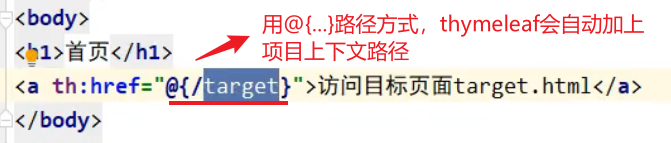 <body>
用@{...}路径方式，thymeleaf会自动加上
<h1>首页</h1>
项目上下文路径
<a th:href="@{/target}">访问目标页面target.html</a>
</body>